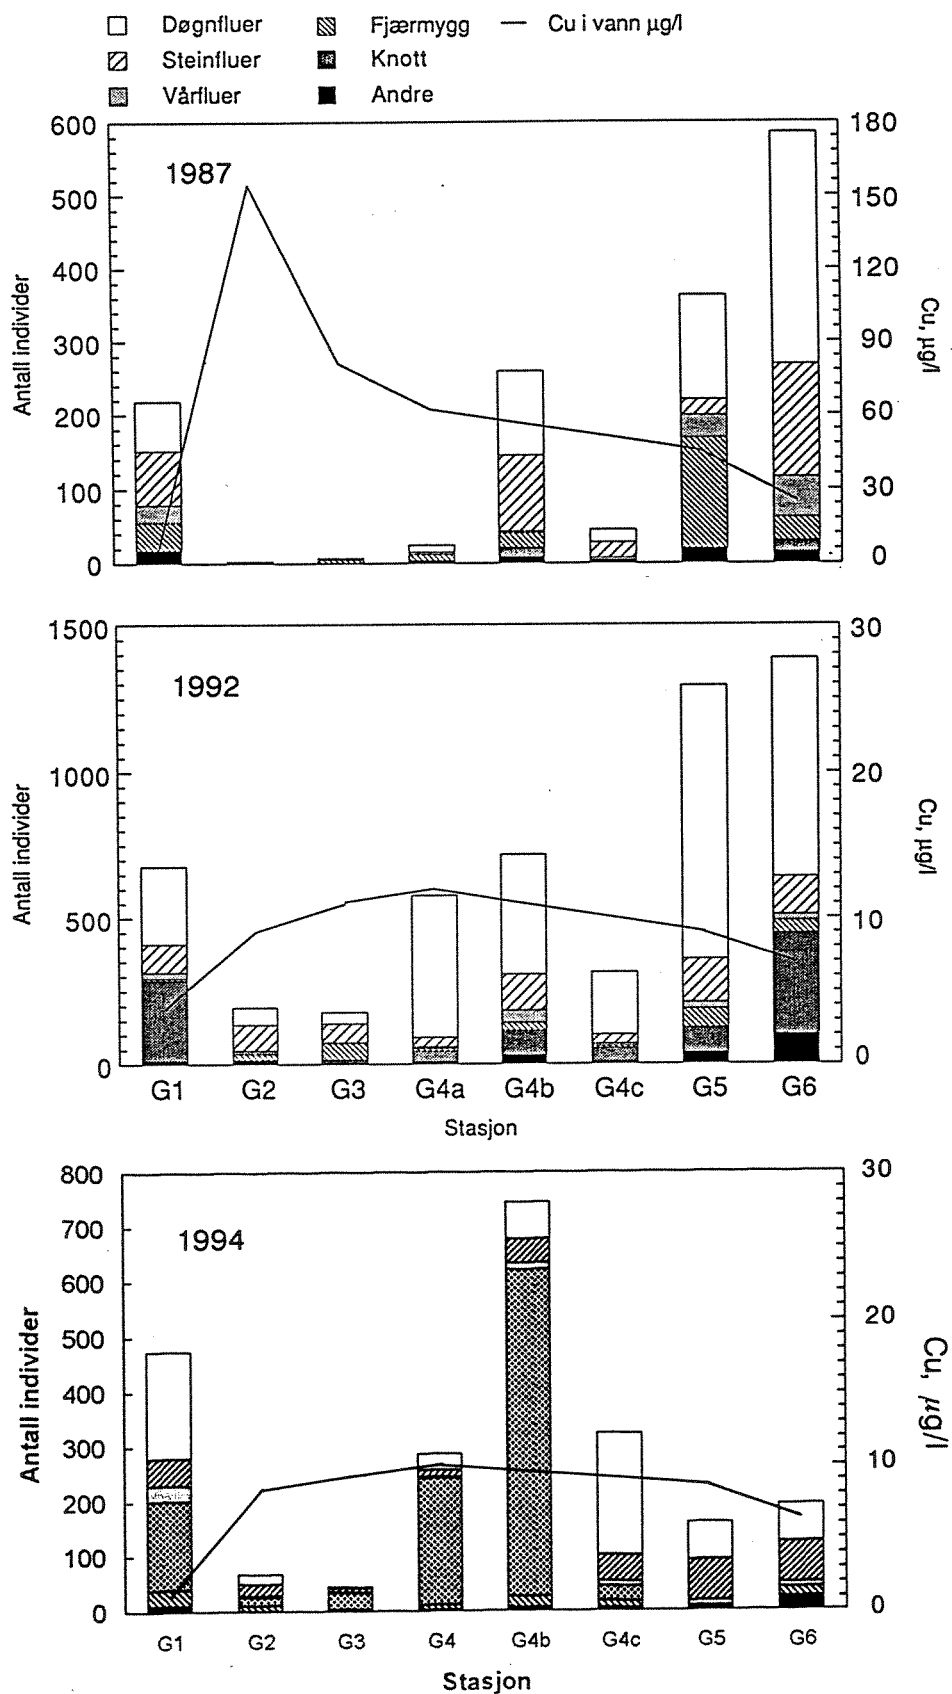 Døgnfluer Fjærmygg Cu i vann µg/l
Steinfluer Knott
Vårfluer Andre
600 180
1987
500 150
400 120
300 90
200 60
100 30
0 0
Antall individer
Cu, µg/l
1500 30
1992
1000 20
500 10
0 0
Antall individer
Cu, µg/l
G1 G2 G3 G4a G4b G4c G5 G6
Stasjon
800 30
700
1994
600
500 20
400
300 10
200
100
0 0
Antall individer
Cu, µg/l
G1 G2 G3 G4 G4b G4c G5 G6
Stasjon